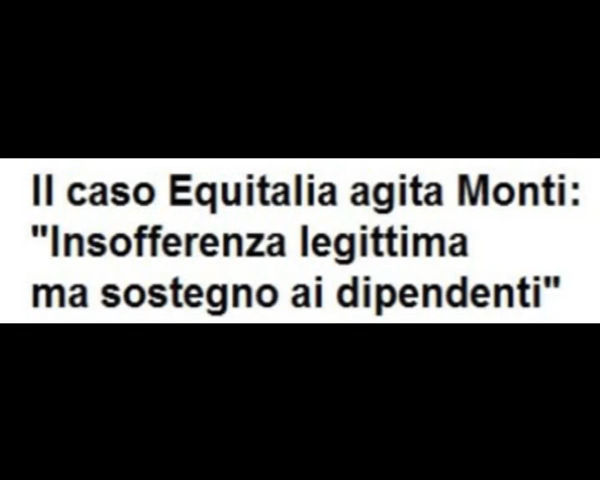 Il caso Equitalia agita Monti:
"Insofferenza legittima
ma sostegno ai dipendenti"